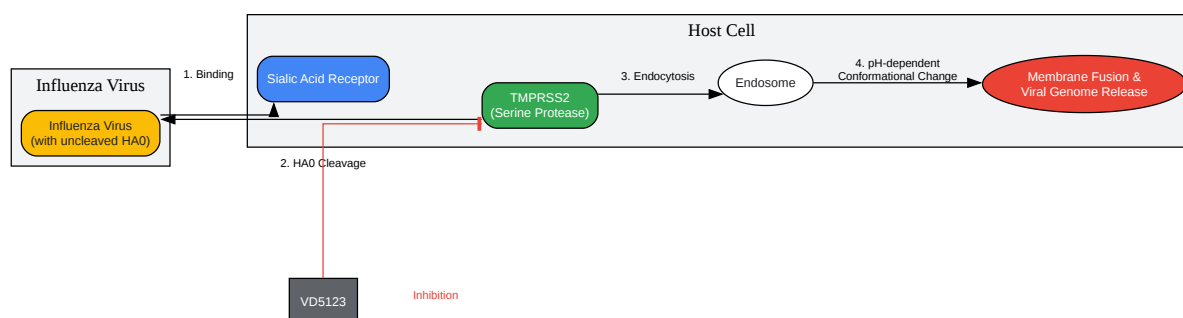 Host Cell
Influenza Virus
1. Binding
Sialic Acid Receptor
Influenza Virus
(with uncleaved HA0)
TMPRSS2
(Serine Protease)
3. Endocytosis
Endosome
4. pH-dependent
Conformational Change
Membrane Fusion &
Viral Genome Release
2. HA0 Cleavage
VD5123
Inhibition